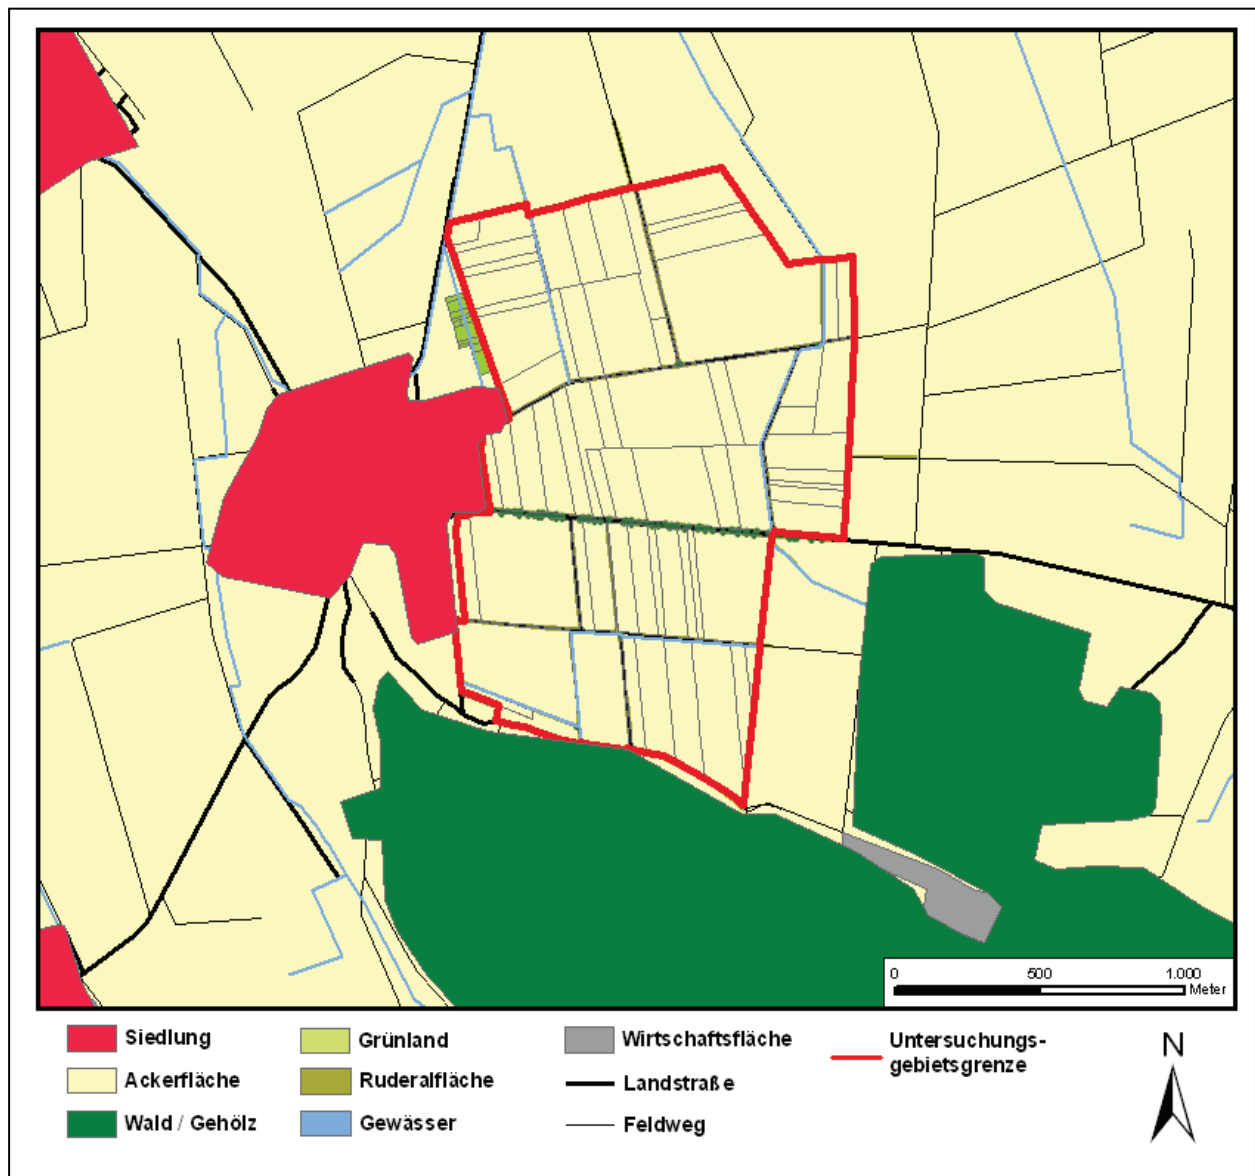 0 500 1.000
Meter
Siedlung
Ackerfläche
Wald / Gehölz
Grünland
Ruderalfläche
Gewässer
Wirtschaftsfläche
Landstraße
Feldweg
Untersuchungs-
gebietsgrenze
N